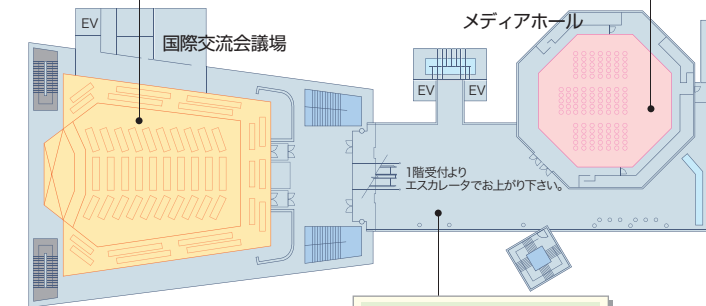 EV
国際交流会議場
メディアホール
EV
EV
1階受付より
エスカレータでお上がり下さい。